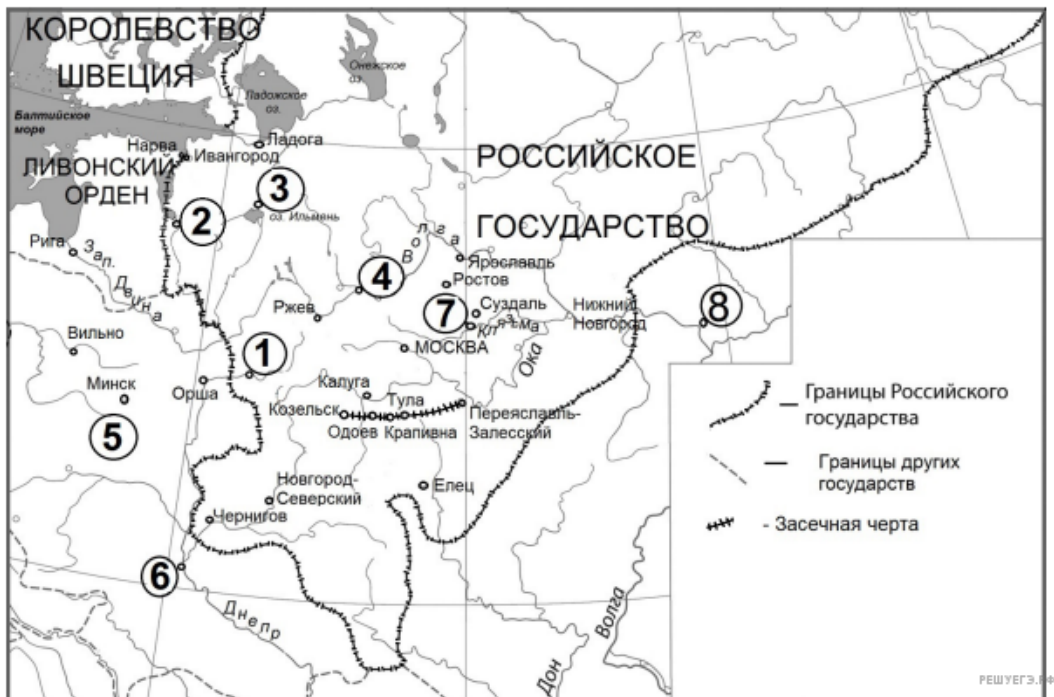 КОРОЛЕВСТВО
ШВЕЦИЯ
Онежское
оз.
Ладожское
оз.
Балтийское
море
Ладога
Нарва
Ивангород
ЛИВОНСКИЙ
ОРДЕН
РОССИЙСКОЕ
ГОСУДАРСТВО
3
2
оз. Ильмень
Рига
Зап. Двина
Волга
Ярославль
Ростов
4
Суздаль
7
Клязьма
Нижний
Новгород
8
Ржев
МОСКВА
Ока
Вильно
1
Минск
Орша
Калуга
Тула
Козельск
Одоев
Крапивна
Переяславль-
Залесский
5
Новгород-
Северский
Елец
Чернигов
6
Днепр
Дон
Волга
Границы Российского
государства
Границы других
государств
- Засечная черта
РЕШУЕГЭ.РФ